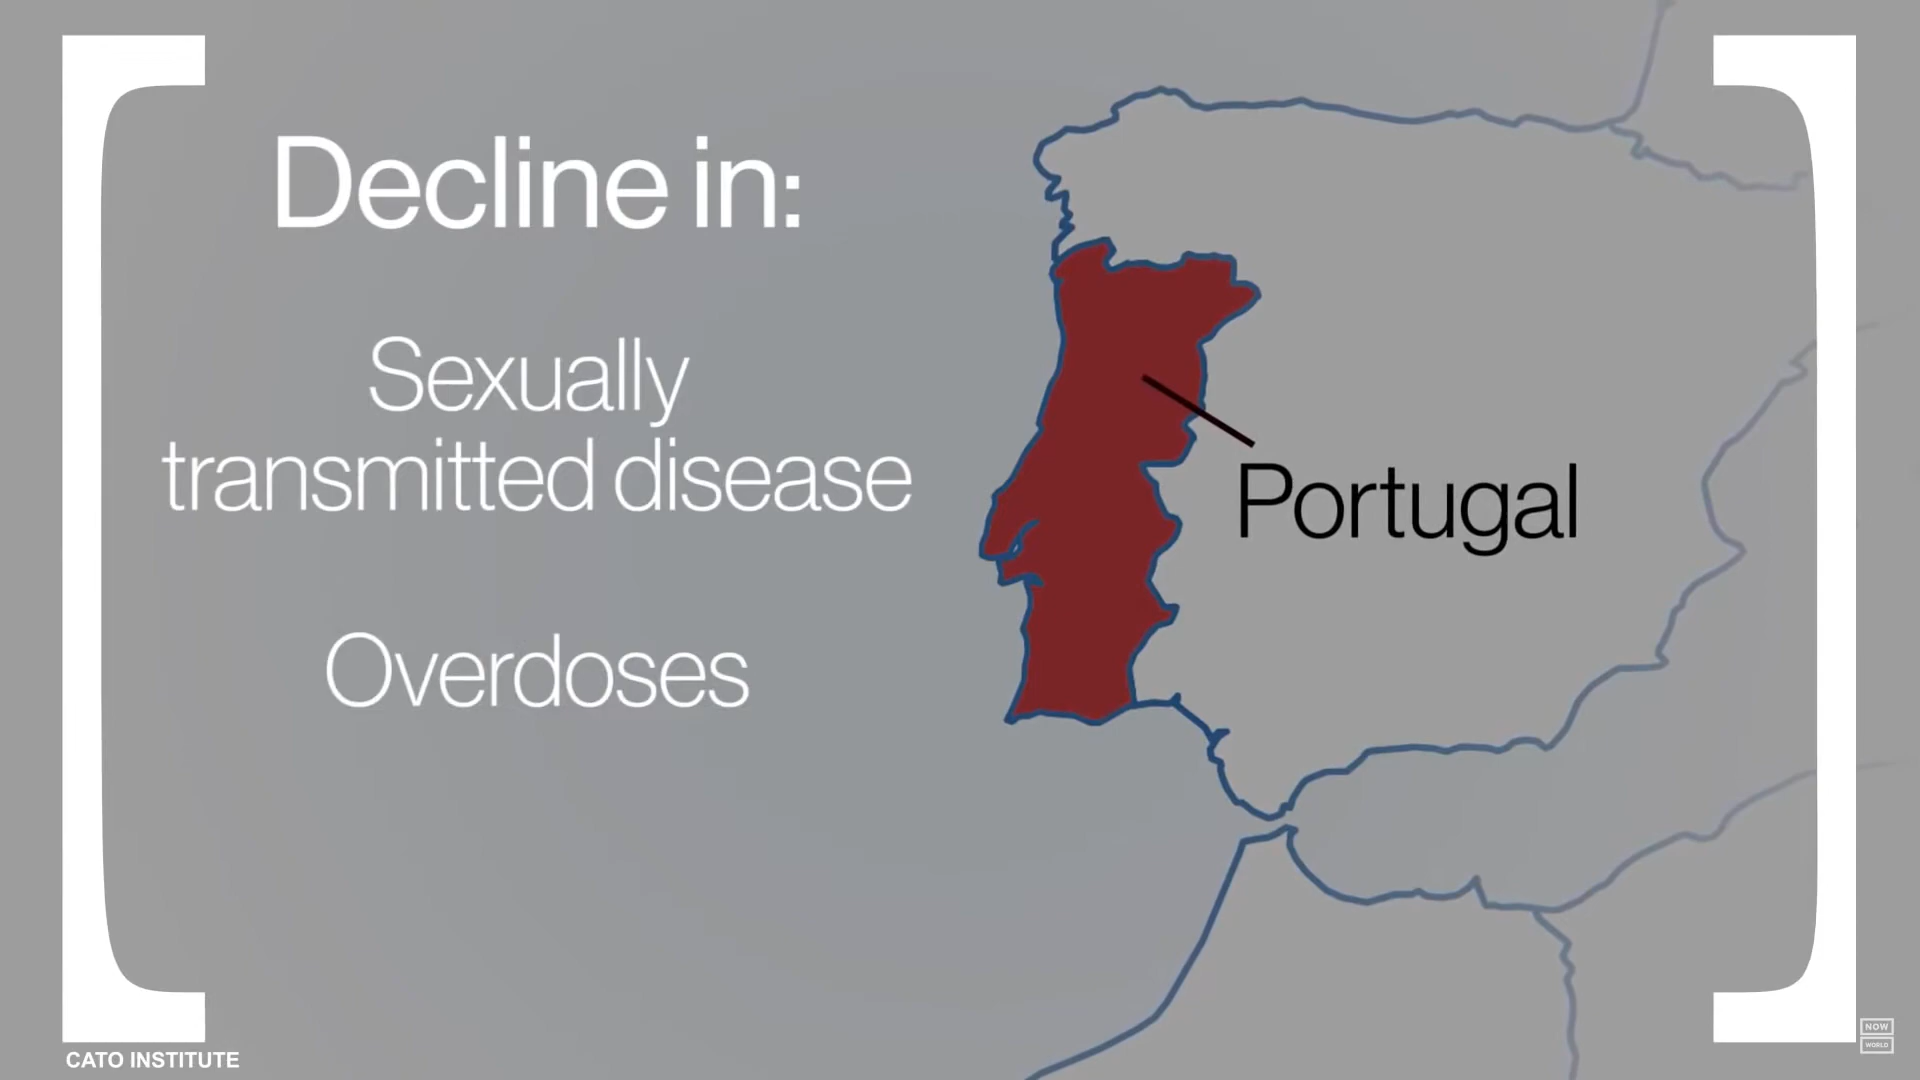 Decline in:
Sexually
transmitted disease
Overdoses
Portugal
CATO INSTITUTE
NOW
WORLD